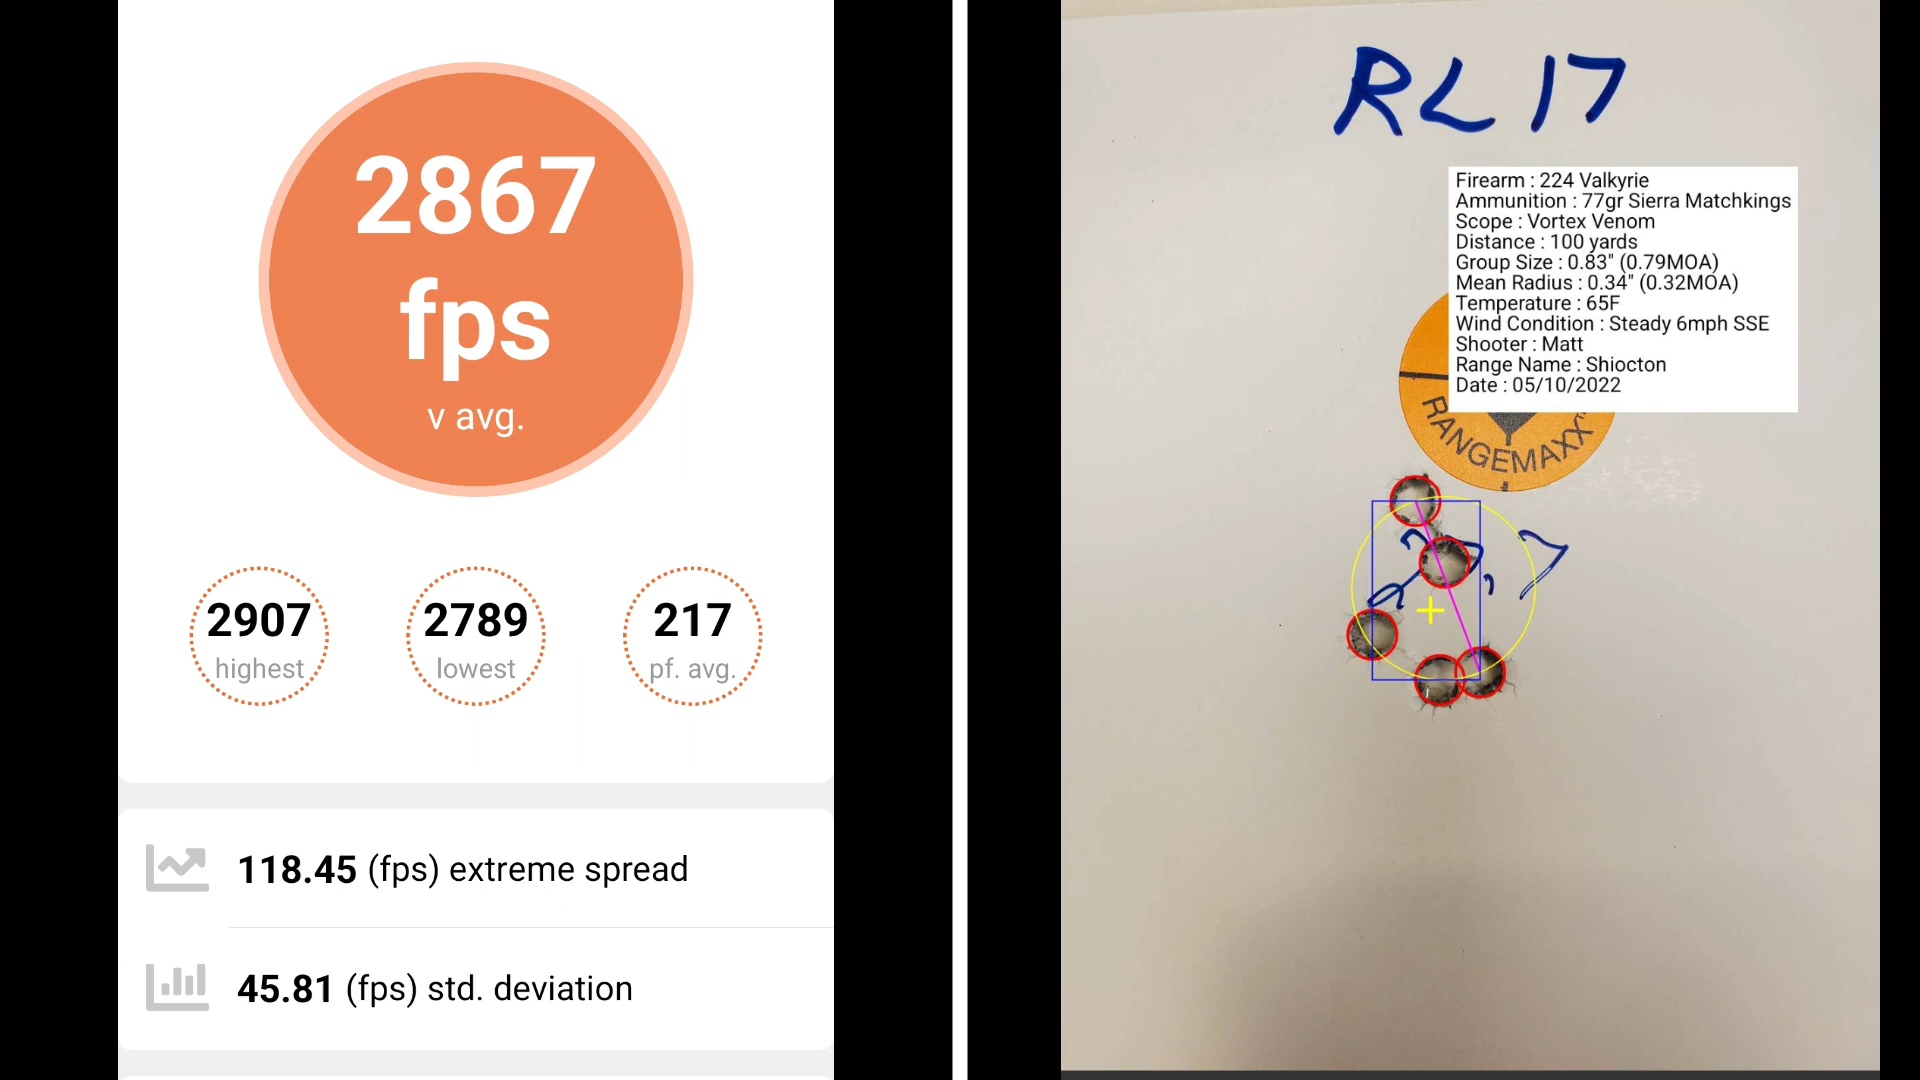 2867
fps
v avg.
2907
highest
2789
lowest
217
pf. avg.
118.45 (fps) extreme spread
45.81 (fps) std. deviation
RL 17
Firearm : 224 Valkyrie
Ammunition : 77gr Sierra Matchkings
Scope : Vortex Venom
Distance : 100 yards
Group Size : 0.83" (0.79MOA)
Mean Radius : 0.34" (0.32MOA)
Temperature : 65F
Wind Condition : Steady 6mph SSE
Shooter : Matt
Range Name : Shiocton
Date : 05/10/2022
RANGEMAXX